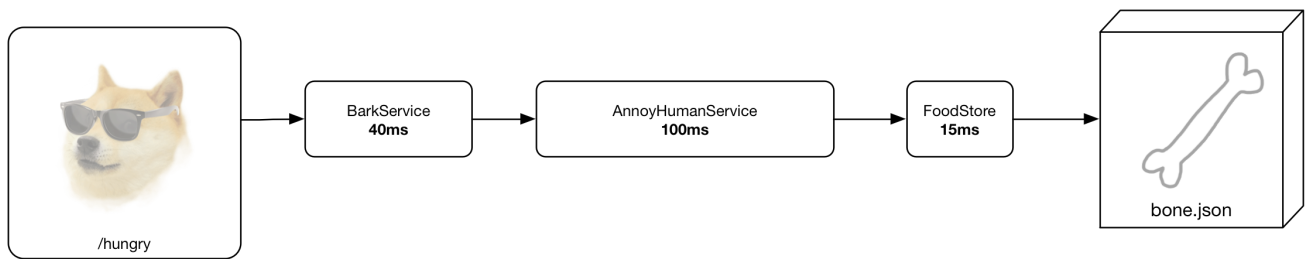 /hungry
BarkService
40ms
AnnoyHumanService
100ms
FoodStore
15ms
bone.json